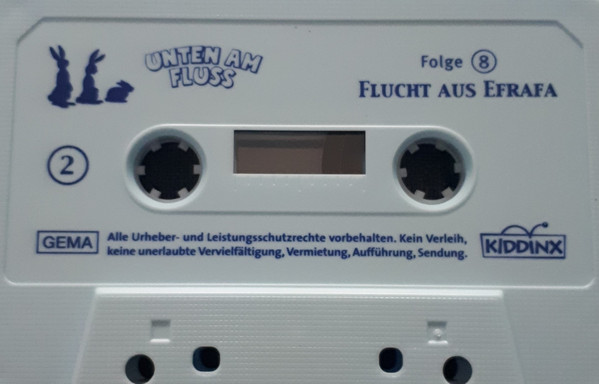 UNTEN AM
FLUSS
Folge 8
FLUCHT AUS EFRAFA
2
GEMA
Alle Urheber- und Leistungsschutzrechte vorbehalten. Kein Verleih,
keine unerlaubte Vervielfältigung, Vermietung, Aufführung, Sendung.
KIDDINX